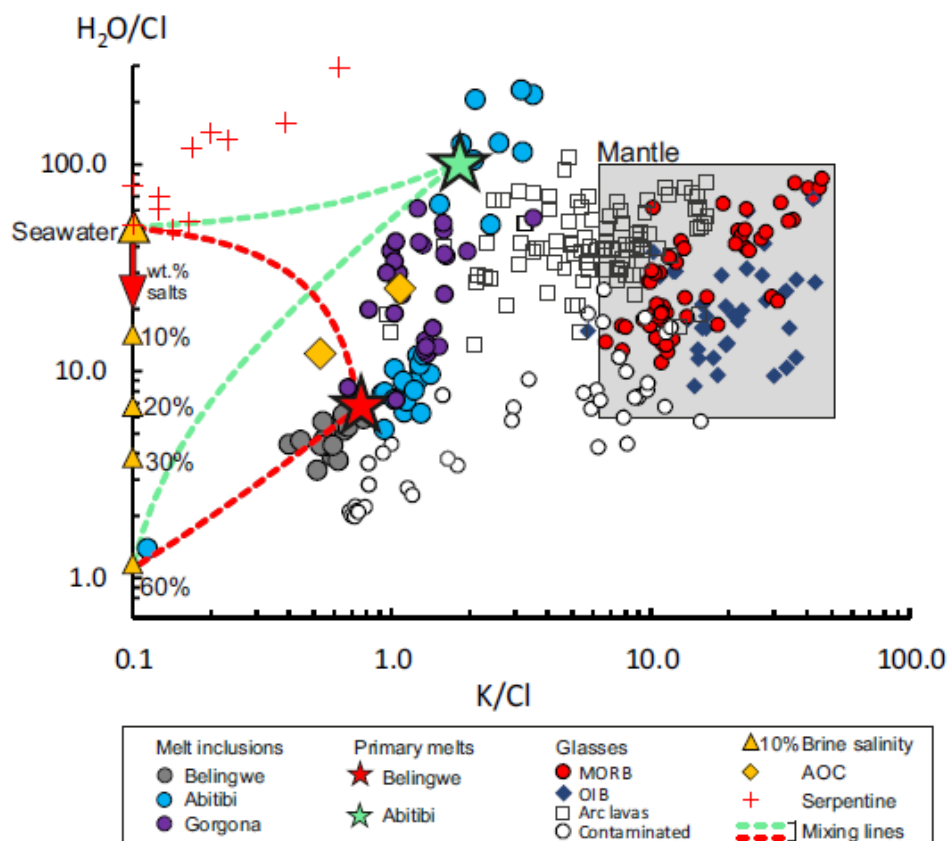 H₂O/Cl
100.0
Mantle
Seawater
wt.%
salts
10%
10.0
20%
30%
1.0
60%
0.1
1.0
10.0
100.0
K/Cl
Melt inclusions
Belingwe
Abitibi
Gorgona
Primary melts
Belingwe
Abitibi
Glasses
MORB
OIB
Arc lavas
Contaminated
10% Brine salinity
AOC
Serpentine
Mixing lines